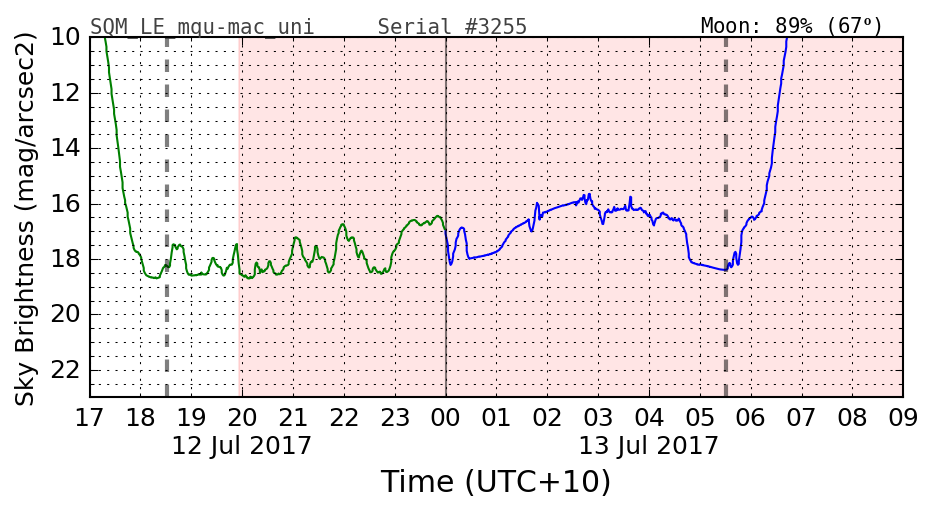 SQM_LE_mqu-mac_uni Serial #3255 Moon: 89% (67°)
Sky Brightness (mag/arcsec2)
10
12
14
16
18
20
22
17 18 19 20 21 22 23 00 01 02 03 04 05 06 07 08 09
12 Jul 2017 13 Jul 2017
Time (UTC+10)